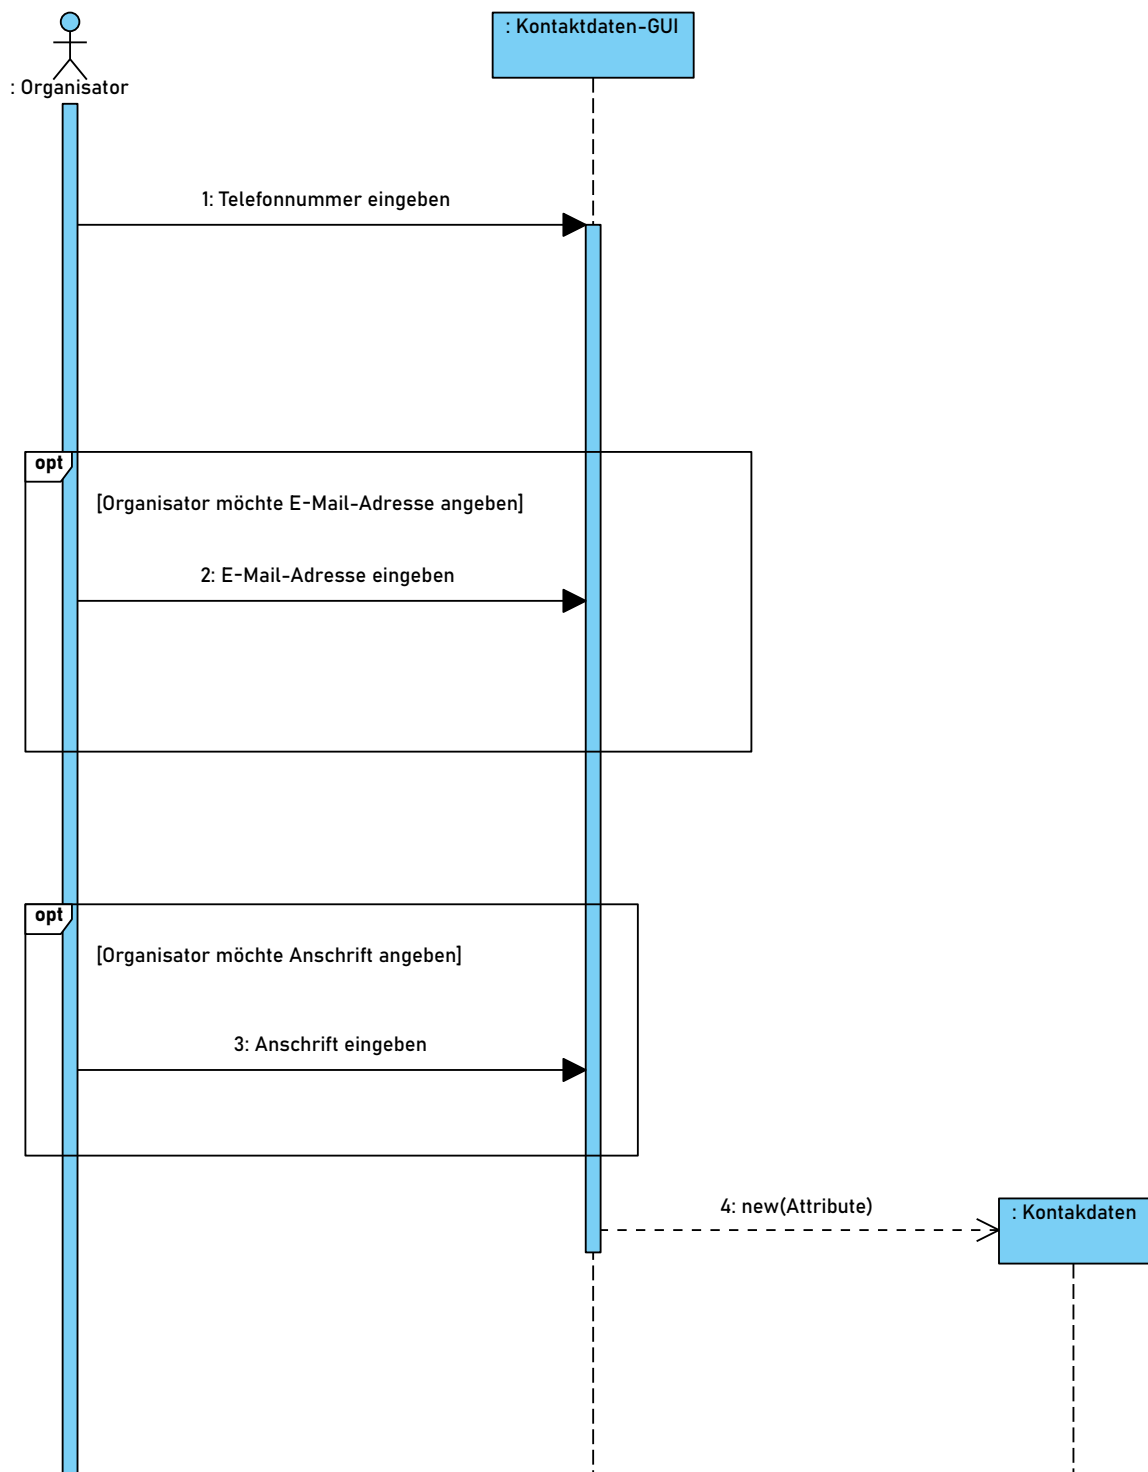 : Organisator
: Kontaktdaten-GUI
1: Telefonnummer eingeben
opt
[Organisator möchte E-Mail-Adresse angeben]
2: E-Mail-Adresse eingeben
opt
[Organisator möchte Anschrift angeben]
3: Anschrift eingeben
4: new(Attribute)
: Kontakdaten